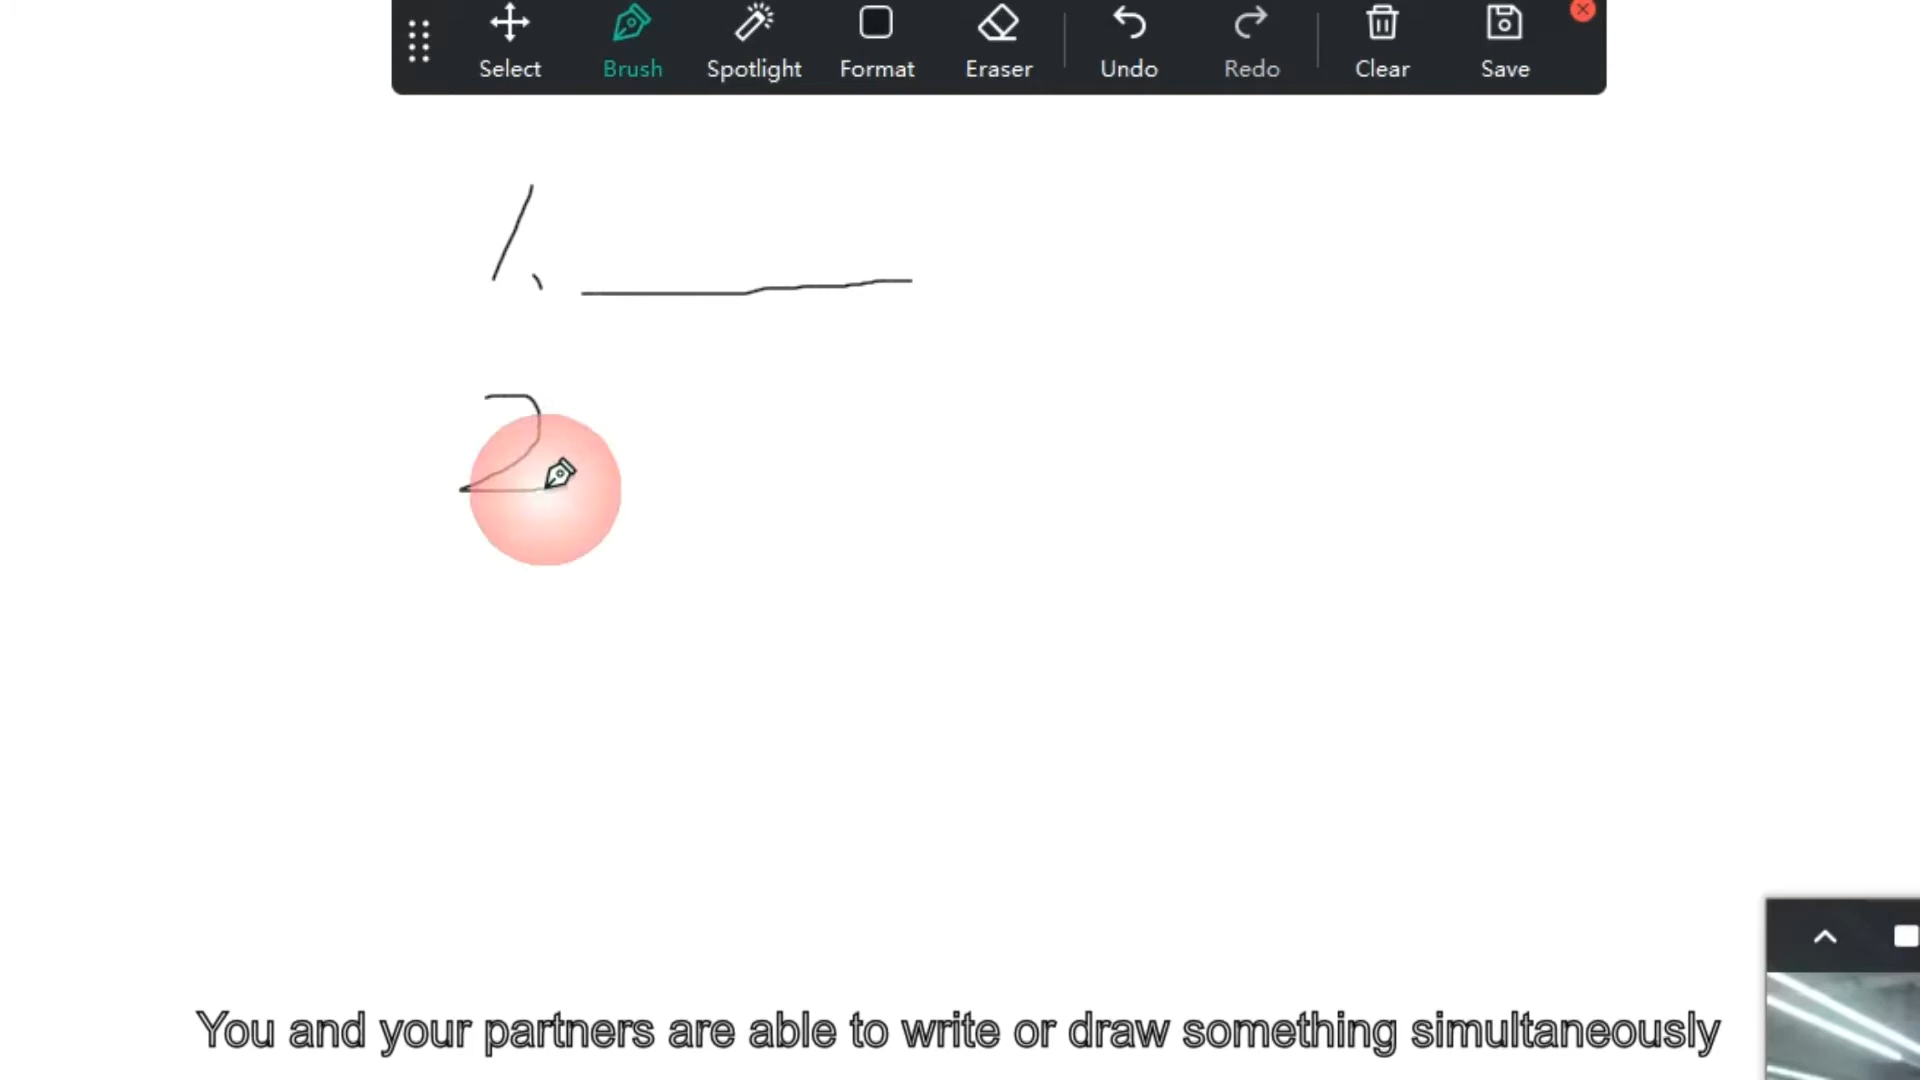 Select Brush Spotlight Format Eraser Undo Redo Clear Save
1. 
2
You and your partners are able to write or draw something simultaneously